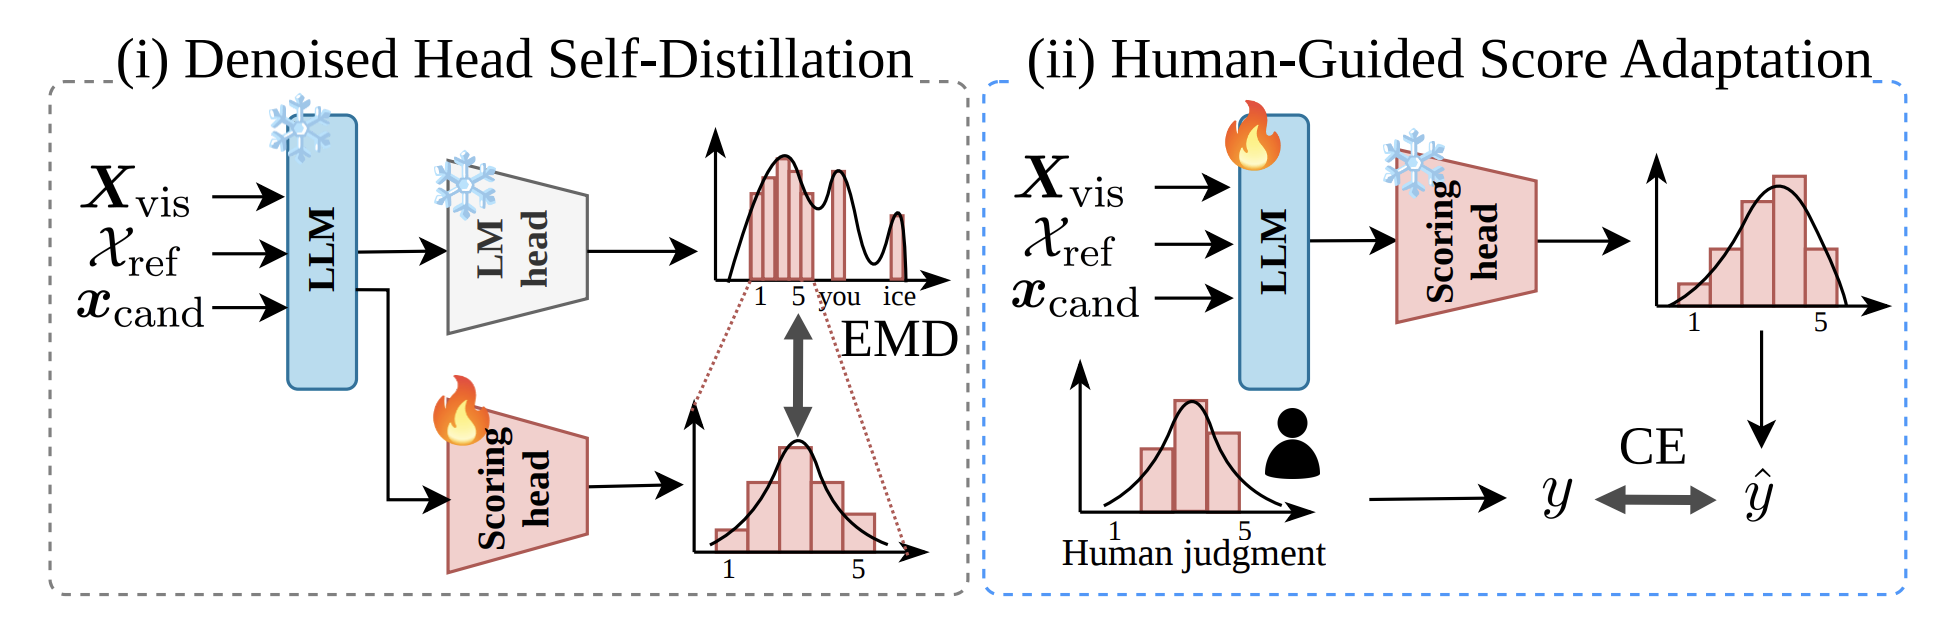 (i) Denoised Head Self-Distillation
X_vis
𝒳_ref
x_cand
LLM
LM head
Scoring head
1 5 you ice
EMD
1 5
(ii) Human-Guided Score Adaptation
X_vis
𝒳_ref
x_cand
LLM
Scoring head
1 5
1 5
Human judgment
y
CE
ŷ